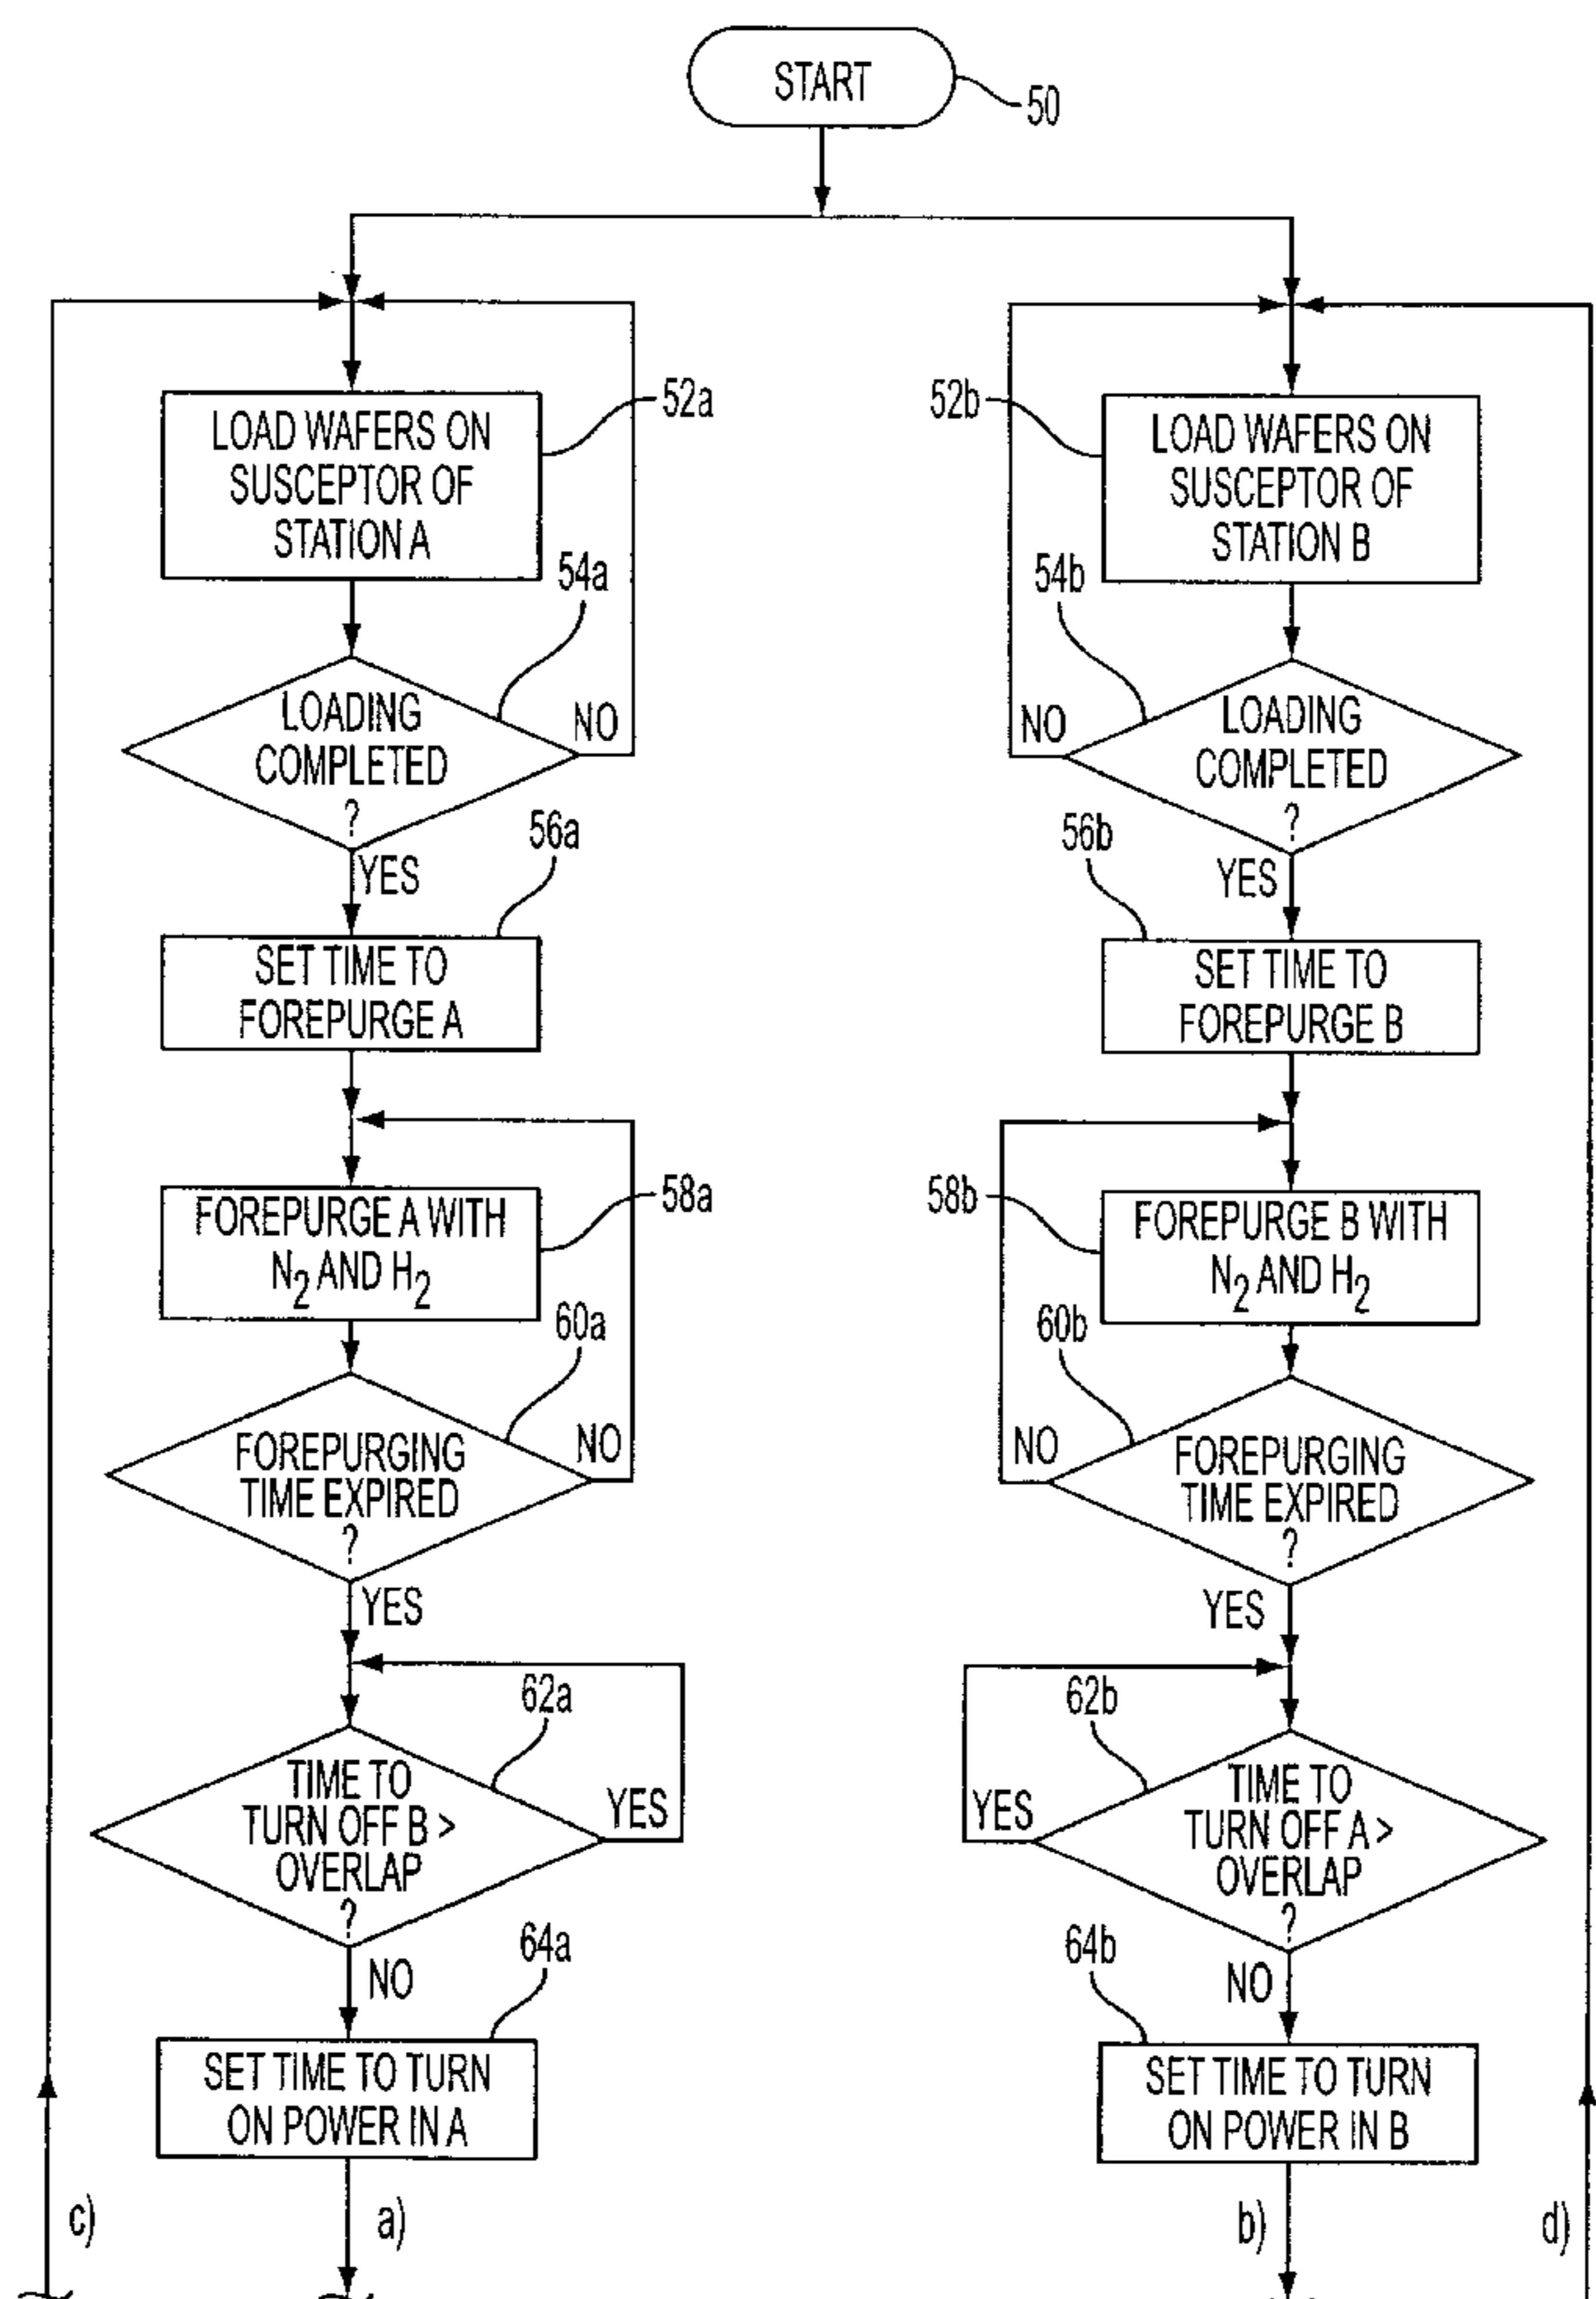 START
50
LOAD WAFERS ON
SUSCEPTOR OF
STATION A
52a
LOADING
COMPLETED
?
54a
NO
YES
SET TIME TO
FOREPURGE A
56a
FOREPURGE A WITH
N2 AND H2
58a
FOREPURGING
TIME EXPIRED
?
60a
NO
YES
TIME TO
TURN OFF B >
OVERLAP
?
62a
YES
NO
SET TIME TO TURN
ON POWER IN A
64a
c)
a)
LOAD WAFERS ON
SUSCEPTOR OF
STATION B
52b
LOADING
COMPLETED
?
54b
NO
YES
SET TIME TO
FOREPURGE B
56b
FOREPURGE B WITH
N2 AND H2
58b
FOREPURGING
TIME EXPIRED
?
60b
NO
YES
TIME TO
TURN OFF A >
OVERLAP
?
62b
YES
NO
SET TIME TO TURN
ON POWER IN B
64b
b)
d)